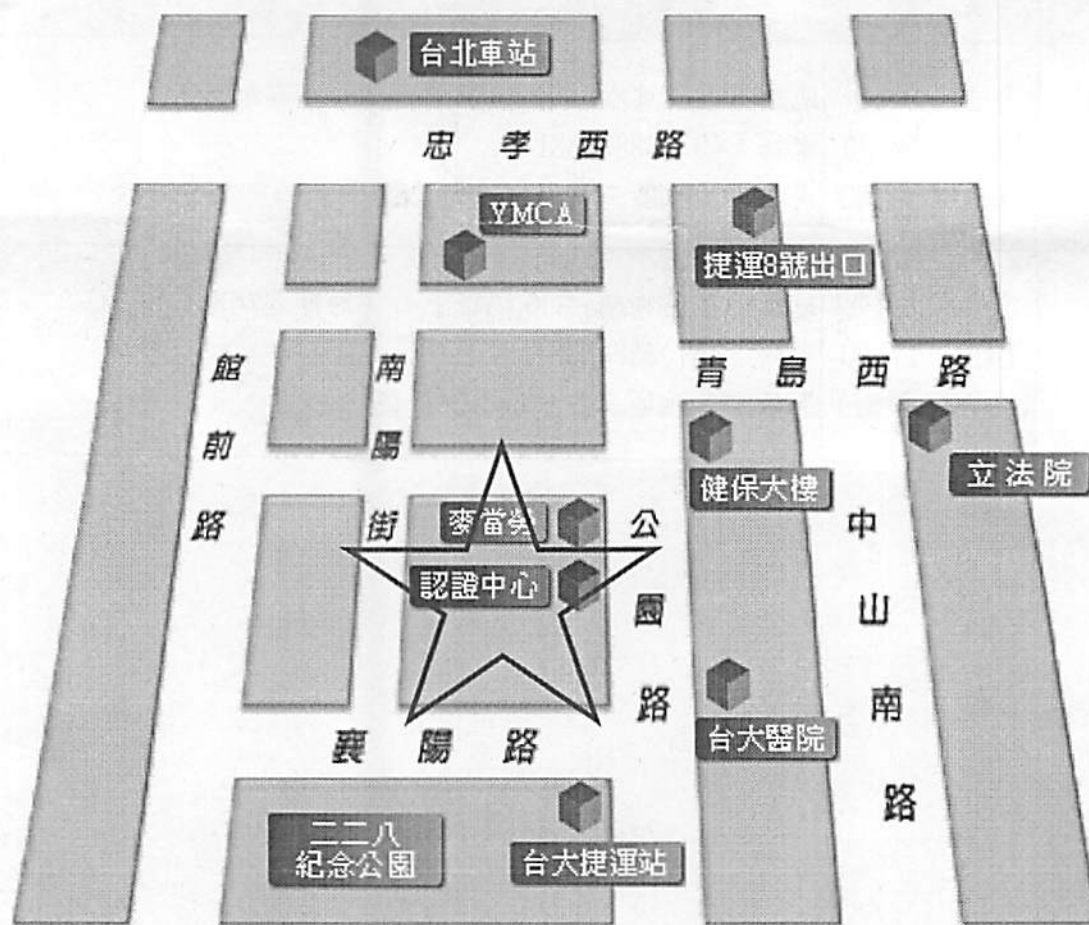 台北車站
忠孝西路
YMCA
捷運8號出口
館前路
南陽街
青島西路
健保大樓
立法院
麥當勞
認證中心
公園路
中山南路
台大醫院
襄陽路
二二八
紀念公園
台大捷運站